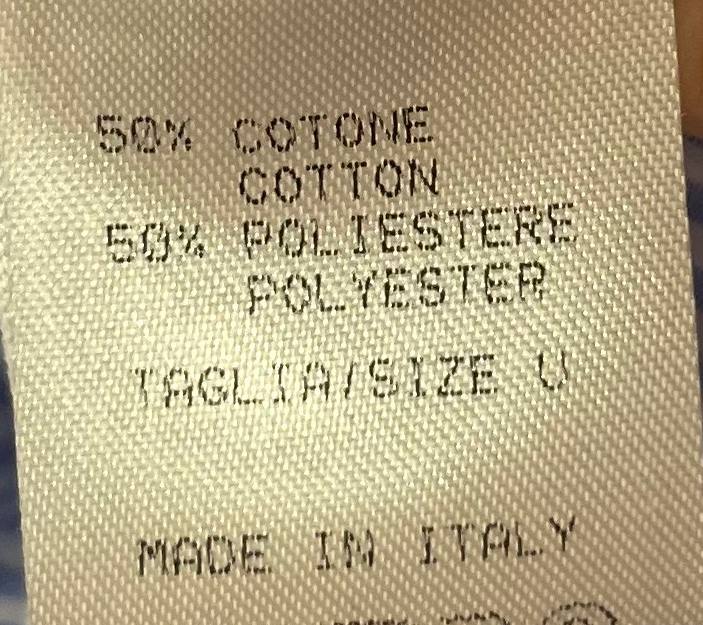 50% COTONE
COTTON
50% POLIESTERE
POLYESTER
TAGLIA/SIZE U
MADE IN ITALY